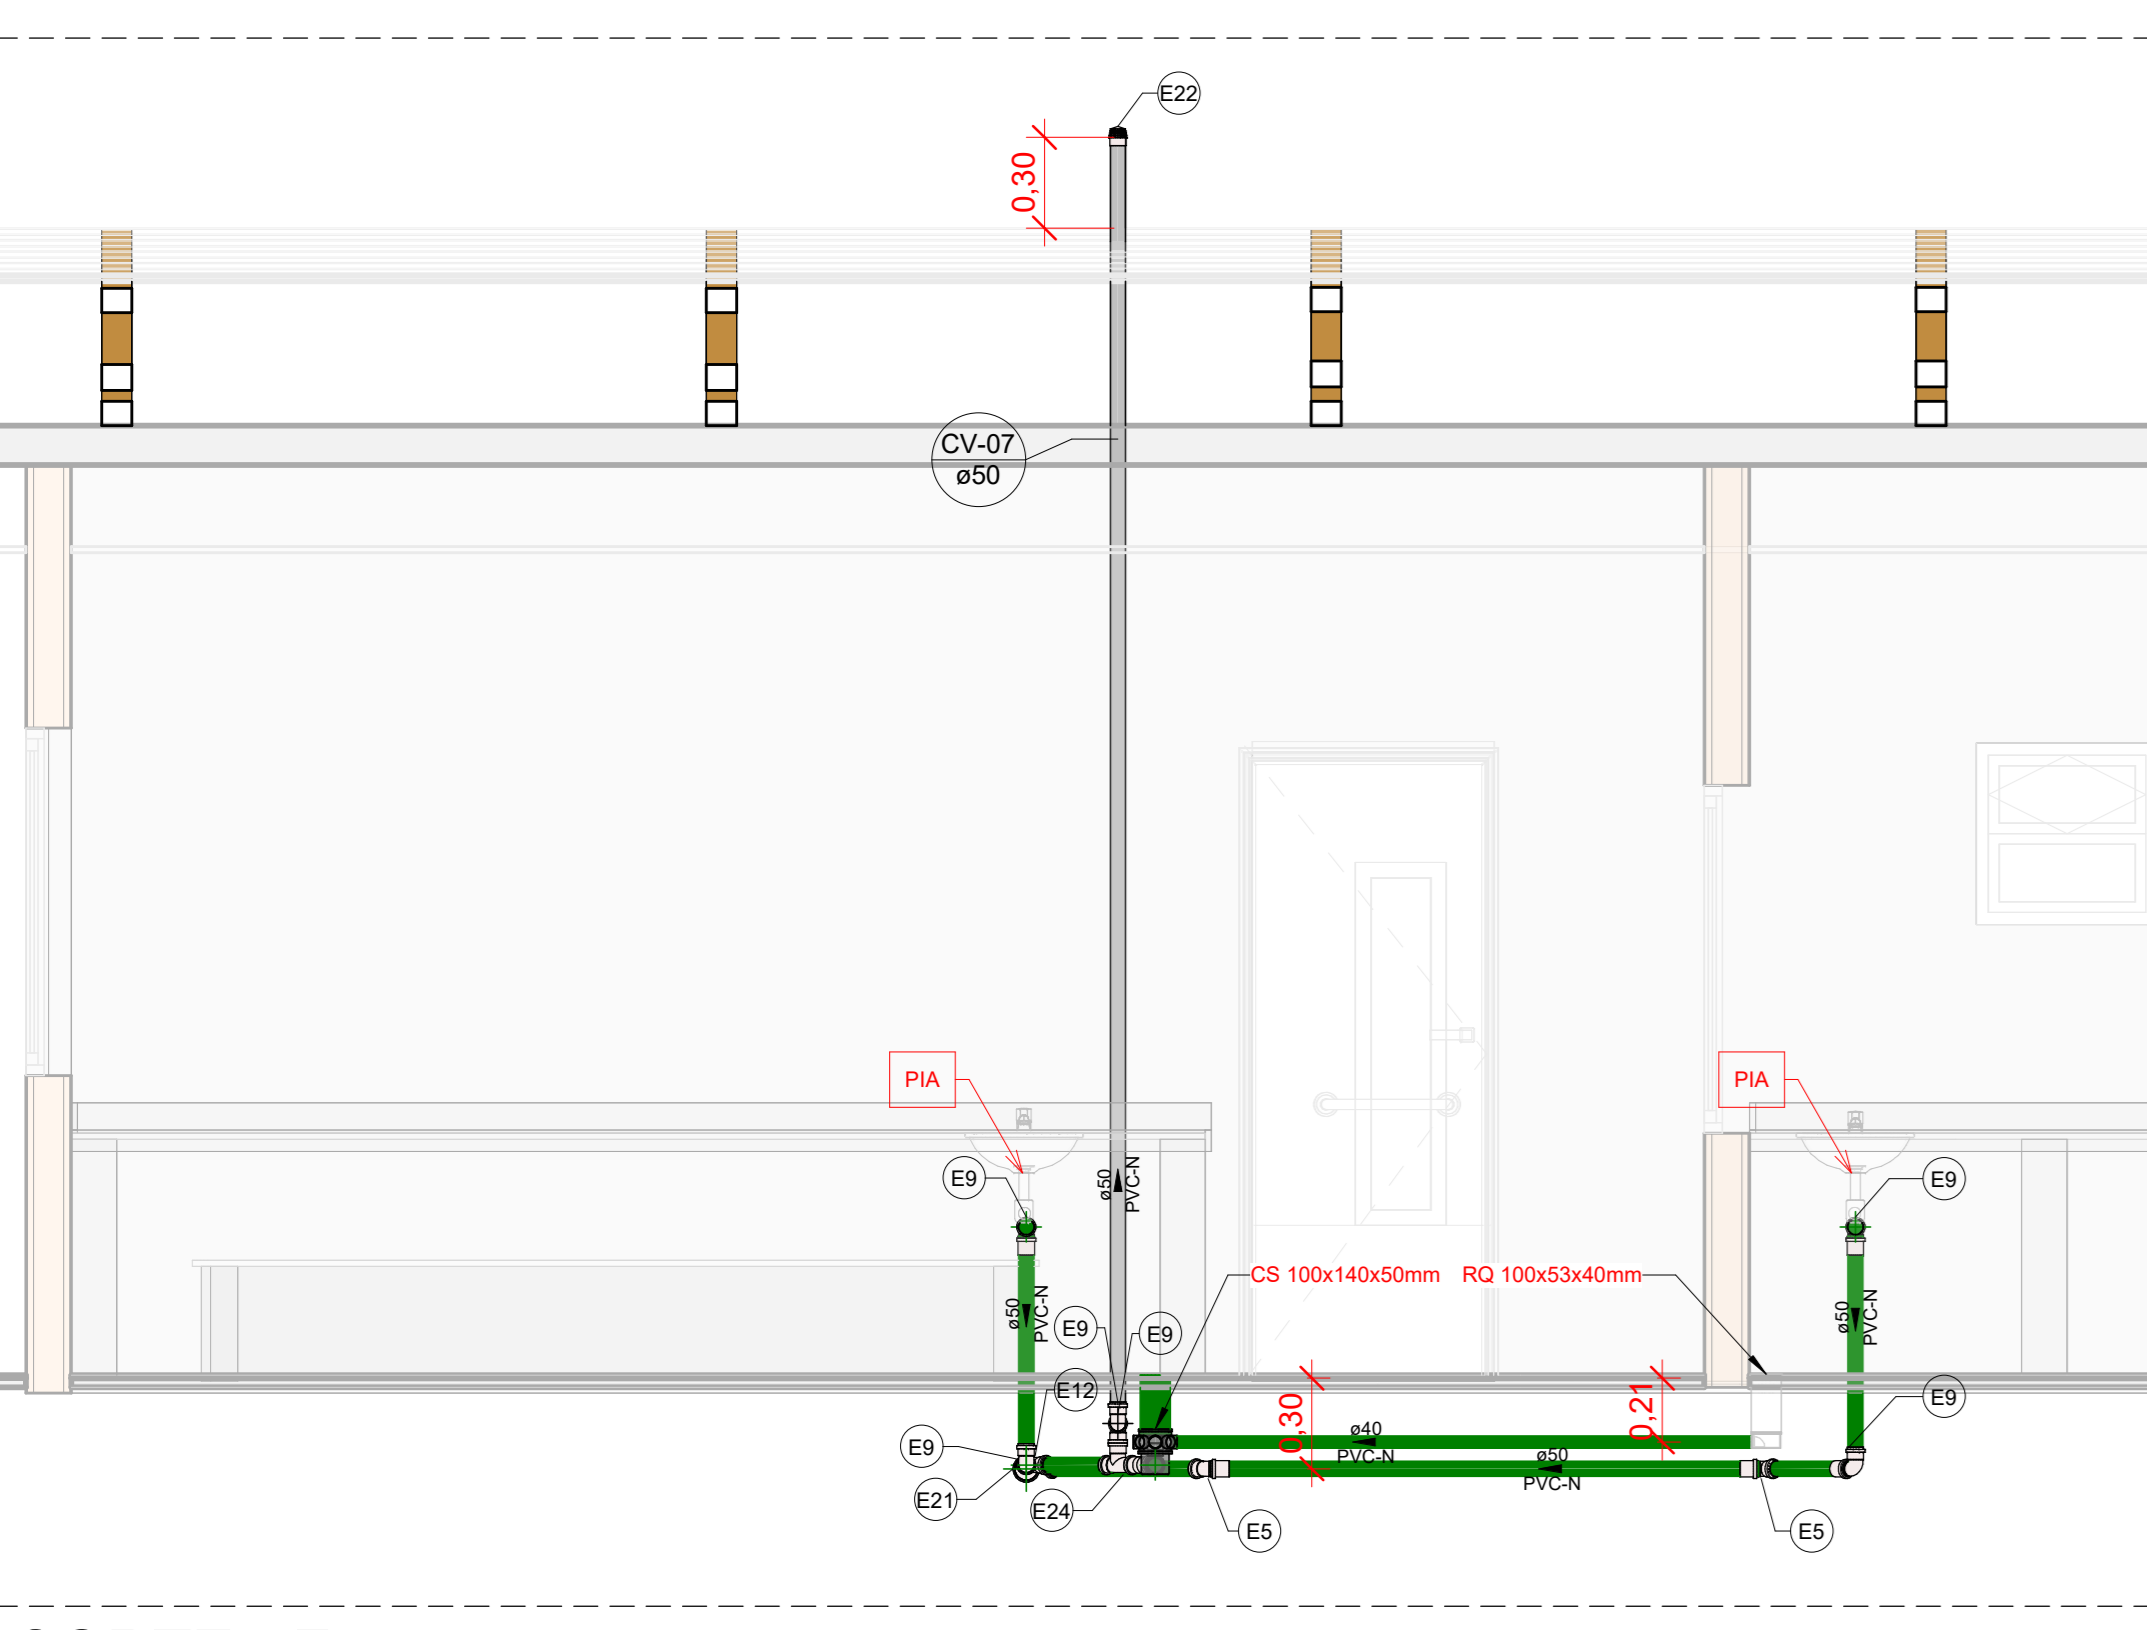 E22
0,30
CV-07
ø50
PIA
PIA
E9
ø50
PVC-N
E9
CS 100x140x50mm
RQ 100x53x40mm
ø50
PVC-N
E9
E9
ø50
PVC-N
E12
0,30
0,21
E9
E9
ø40
PVC-N
ø50
PVC-N
E21
E24
E5
E5